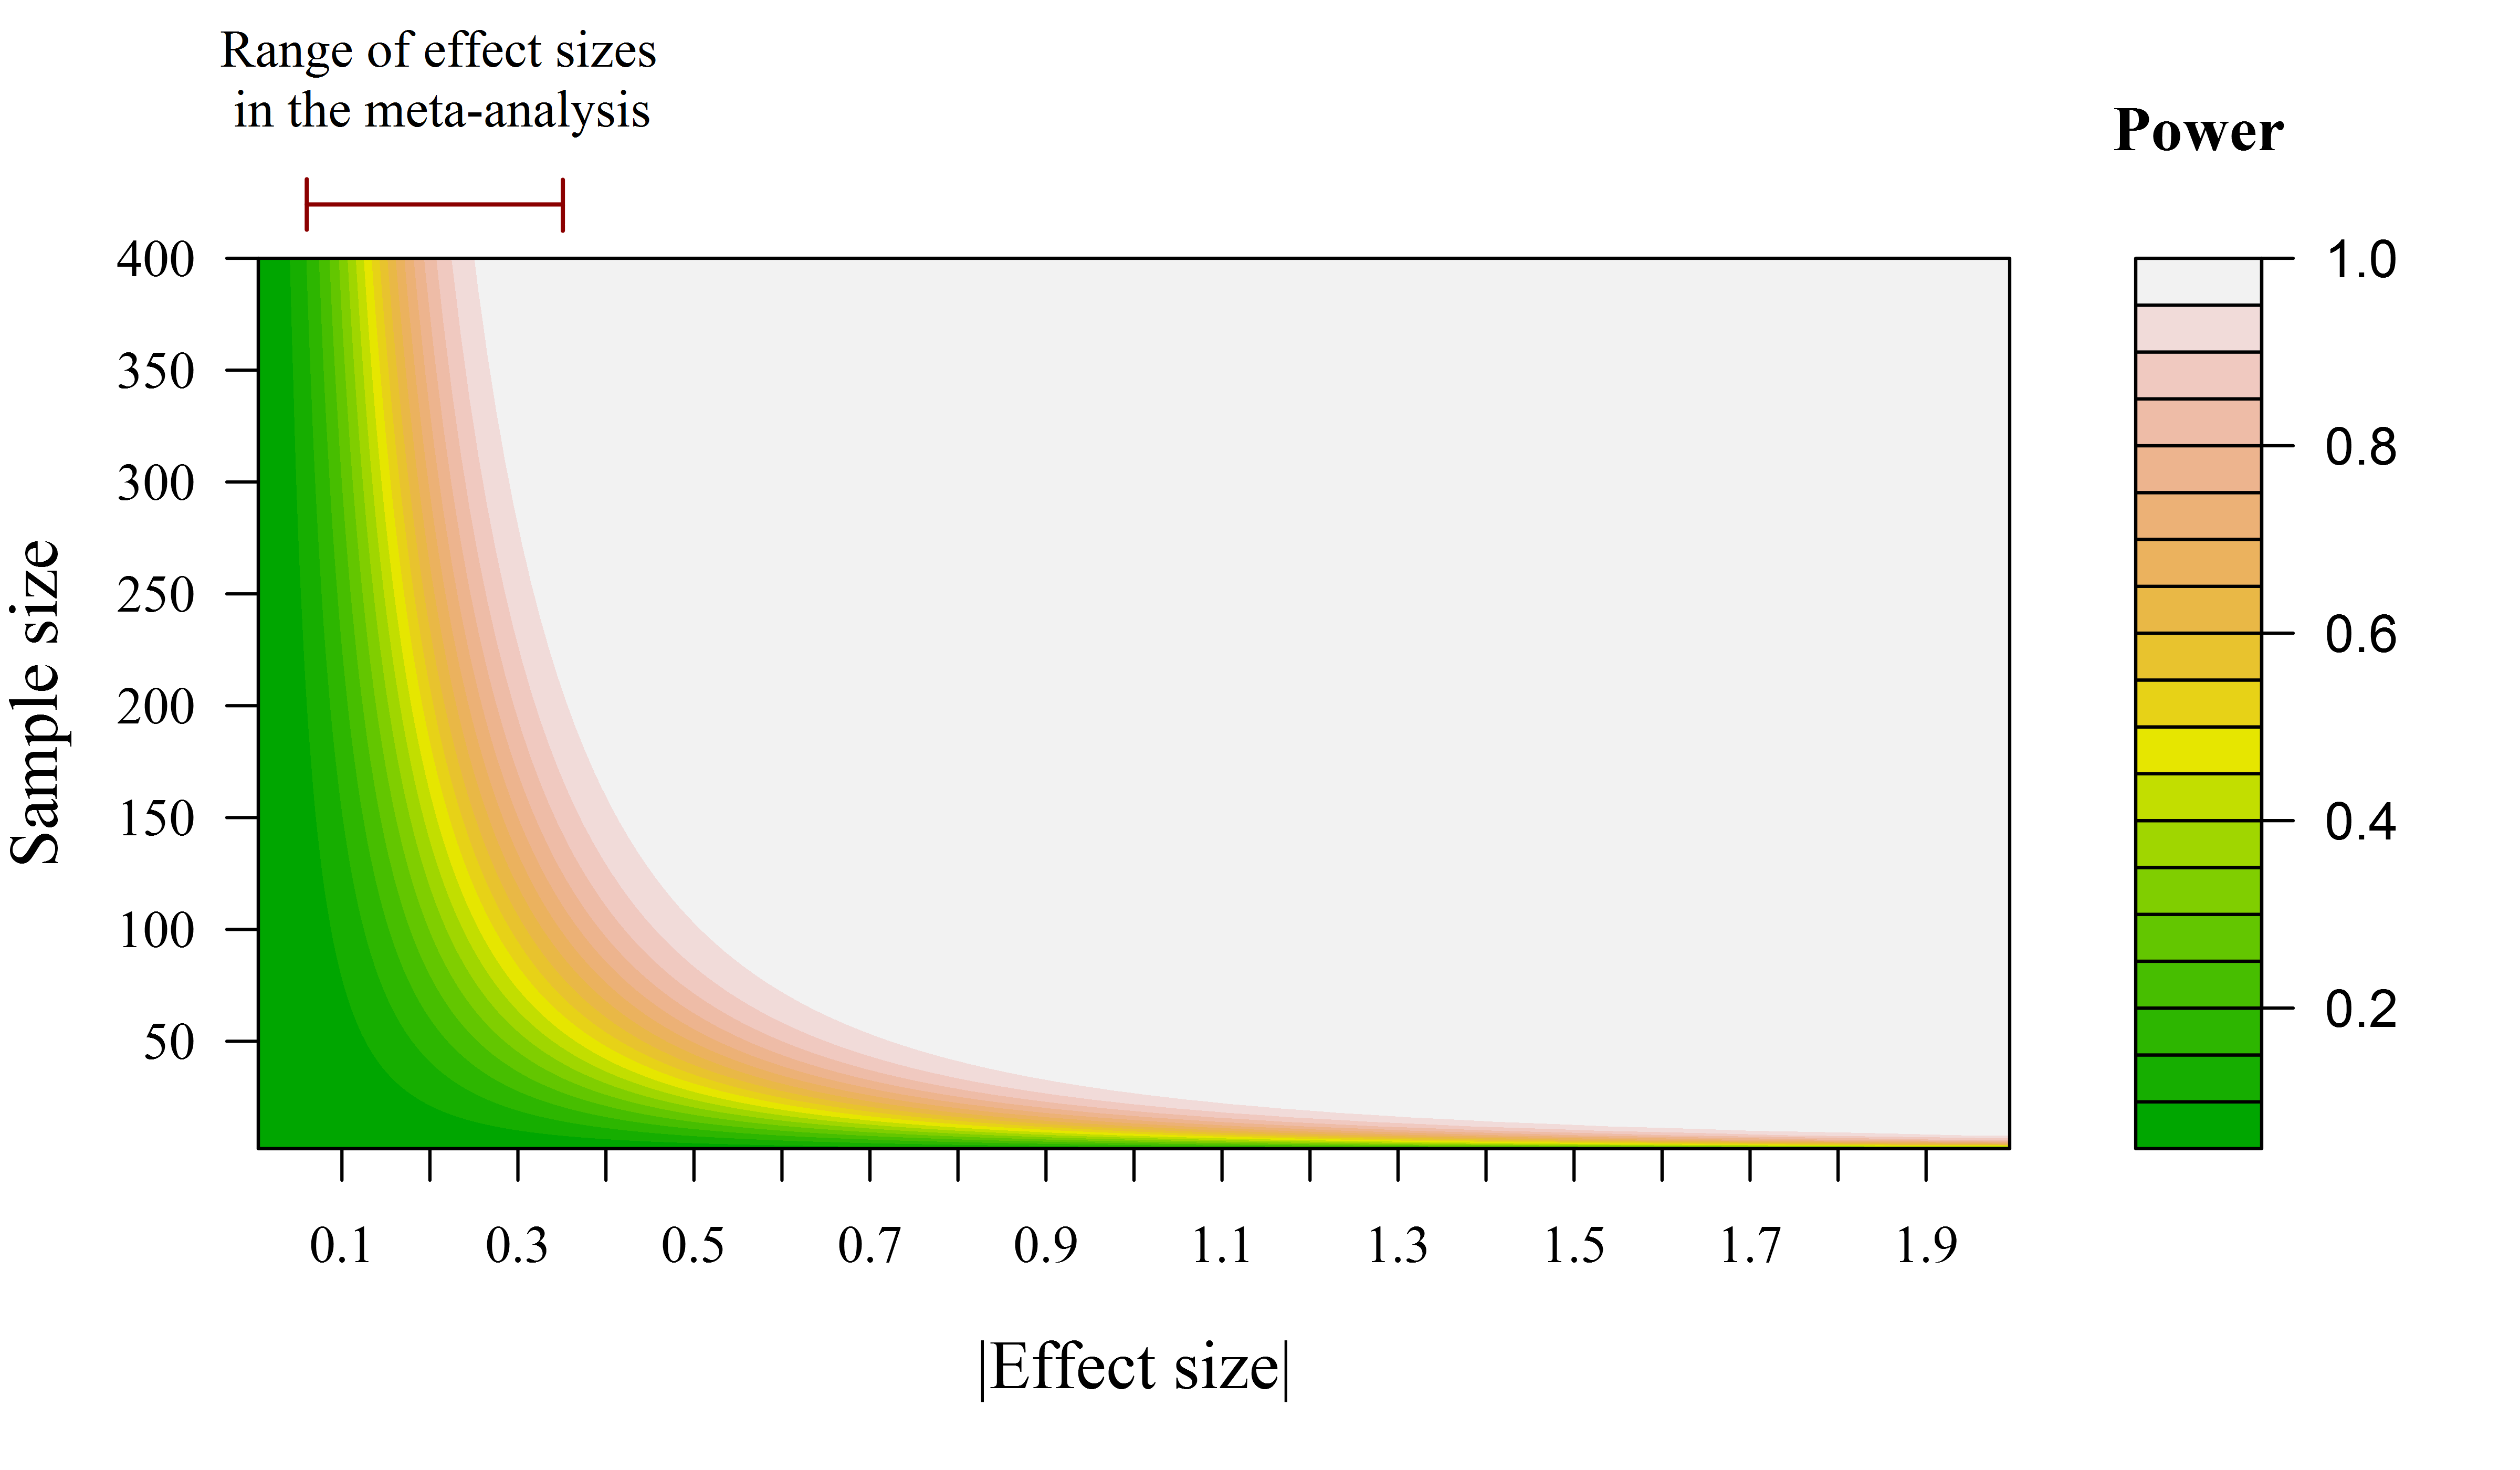 Range of effect sizes
in the meta-analysis
Power
400
350
300
250
200
150
100
50
Sample size
1.0
0.8
0.6
0.4
0.2
0.1 0.3 0.5 0.7 0.9 1.1 1.3 1.5 1.7 1.9
|Effect size|